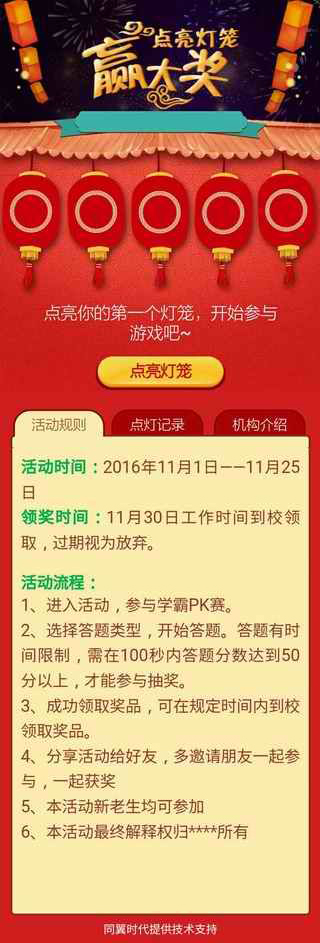 点亮灯笼
赢大奖
点亮你的第一个灯笼，开始参与
游戏吧~
点亮灯笼
活动规则
点灯记录
机构介绍
活动时间：2016年11月1日——11月25
日
领奖时间：11月30日工作时间到校领
取，过期视为放弃。
活动流程：
1、进入活动，参与学霸PK赛。
2、选择答题类型，开始答题。答题有时
间限制，需在100秒内答题分数达到50
分以上，才能参与抽奖。
3、成功领取奖品，可在规定时间内到校
领取奖品。
4、分享活动给好友，多邀请朋友一起参
与，一起获奖
5、本活动新老生均可参加
6、本活动最终解释权归****所有
同翼时代提供技术支持